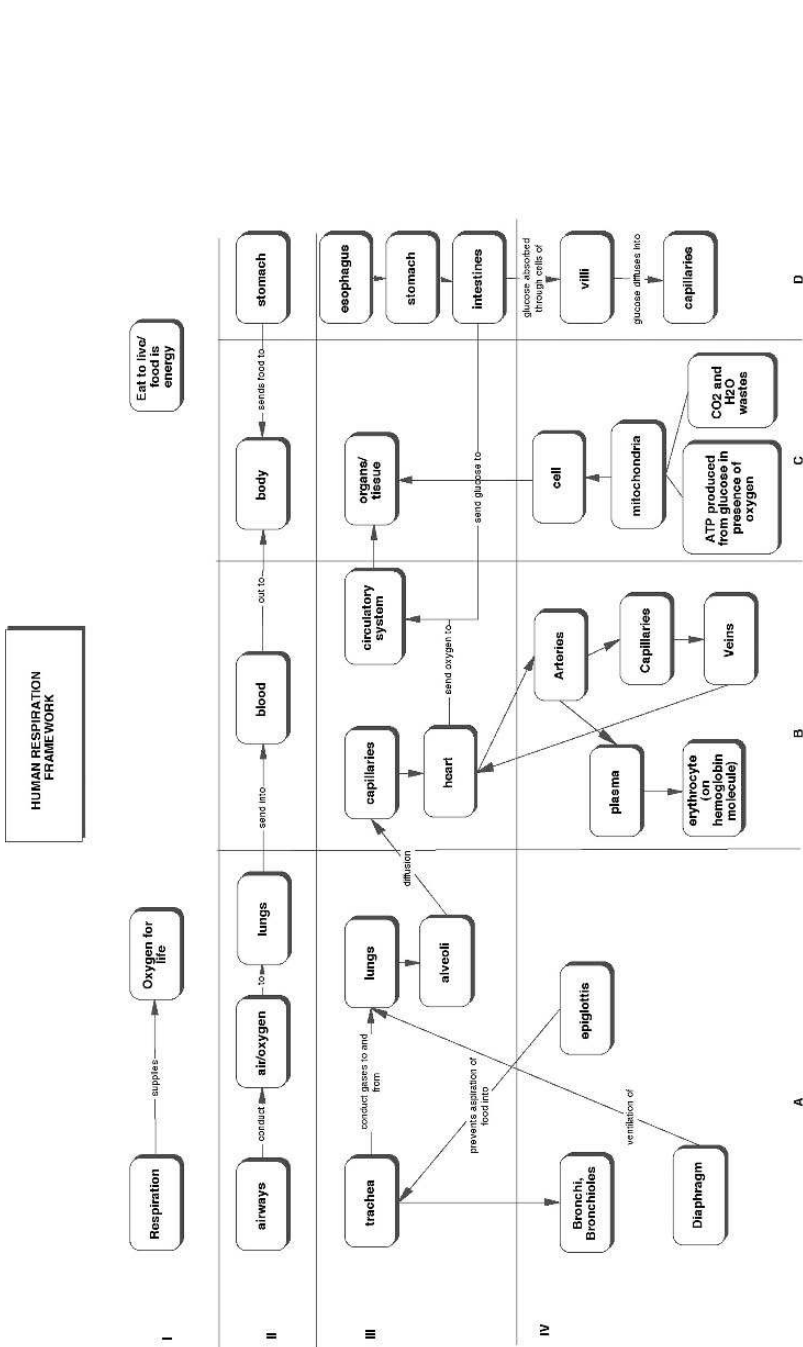 HUMAN RESPIRATION
FRAMEWORK
I
Respiration
supplies
Oxygen for
life
Eat to live/
food is
energy
II
airways
conduct
air/oxygen
to
lungs
send into
blood
out to
body
sends food to
stomach
III
trachea
conduct gases to and
from
lungs
alveoli
diffusion
capillaries
heart
send oxygen to
circulatory
system
organs/
tissue
send glucose to
esophagus
stomach
intestines
prevents aspiration of
food into
glucose absorbed
through cells of
IV
Bronchi,
Bronchioles
Diaphragm
ventilation of
epiglottis
plasma
erythrocyte
(on
hemoglobin
molecule)
Arteries
Capillaries
Veins
cell
mitochondria
ATP produced
from glucose in
presence of
oxygen
CO2 and
H2O
wastes
villi
glucose diffuses into
capillaries
A
B
C
D